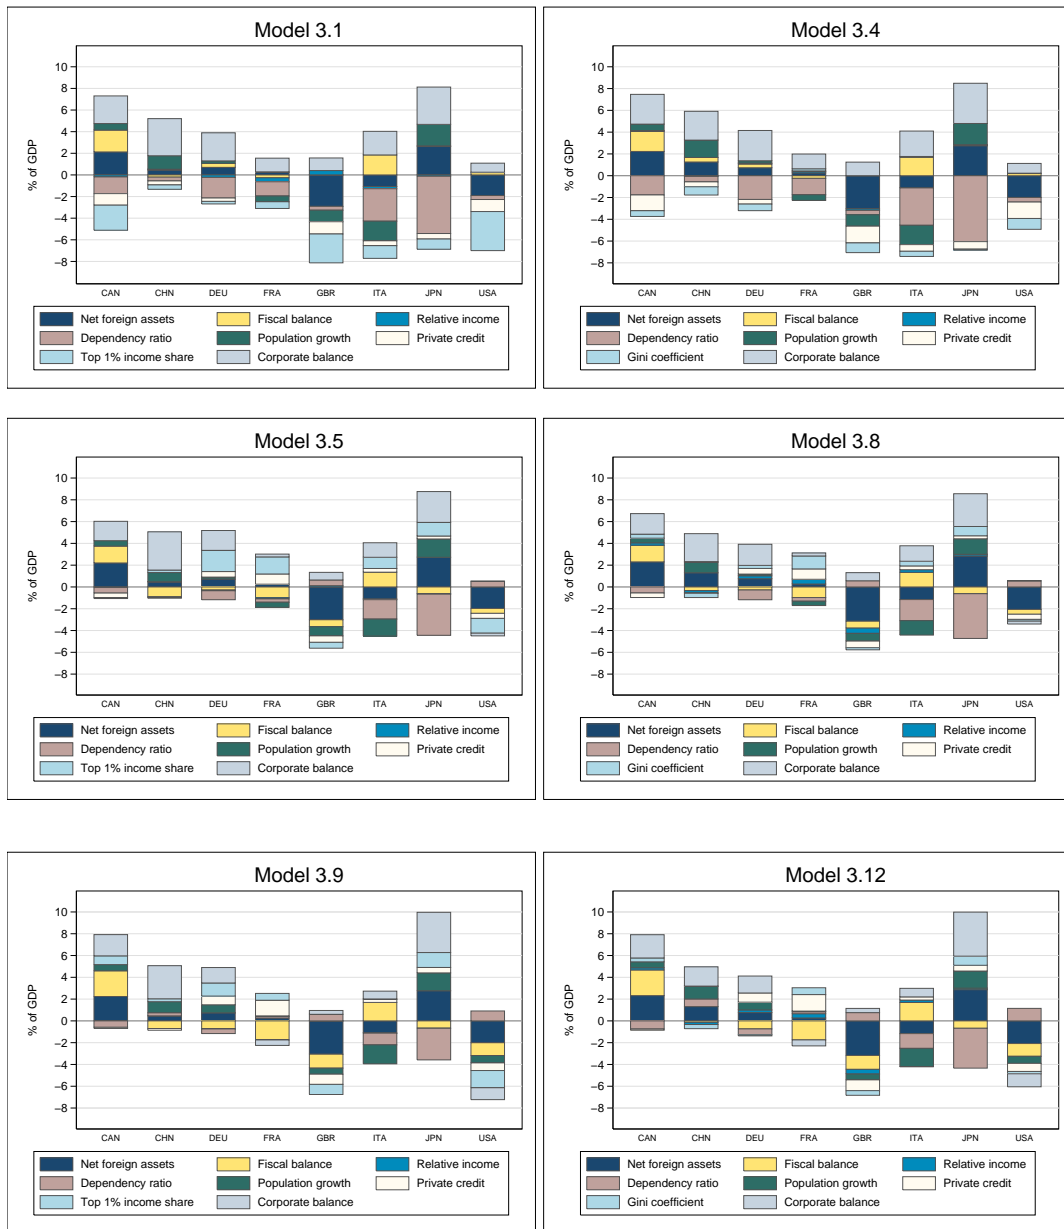 Model 3.1
% of GDP
10
8
6
4
2
0
−2
−4
−6
−8
CAN CHN DEU FRA GBR ITA JPN USA
Net foreign assets Fiscal balance Relative income
Dependency ratio Population growth Private credit
Top 1% income share Corporate balance
Model 3.4
% of GDP
10
8
6
4
2
0
−2
−4
−6
−8
CAN CHN DEU FRA GBR ITA JPN USA
Net foreign assets Fiscal balance Relative income
Dependency ratio Population growth Private credit
Gini coefficient Corporate balance
Model 3.5
% of GDP
10
8
6
4
2
0
−2
−4
−6
−8
CAN CHN DEU FRA GBR ITA JPN USA
Net foreign assets Fiscal balance Relative income
Dependency ratio Population growth Private credit
Top 1% income share Corporate balance
Model 3.8
% of GDP
10
8
6
4
2
0
−2
−4
−6
−8
CAN CHN DEU FRA GBR ITA JPN USA
Net foreign assets Fiscal balance Relative income
Dependency ratio Population growth Private credit
Gini coefficient Corporate balance
Model 3.9
% of GDP
10
8
6
4
2
0
−2
−4
−6
−8
CAN CHN DEU FRA GBR ITA JPN USA
Net foreign assets Fiscal balance Relative income
Dependency ratio Population growth Private credit
Top 1% income share Corporate balance
Model 3.12
% of GDP
10
8
6
4
2
0
−2
−4
−6
−8
CAN CHN DEU FRA GBR ITA JPN USA
Net foreign assets Fiscal balance Relative income
Dependency ratio Population growth Private credit
Gini coefficient Corporate balance